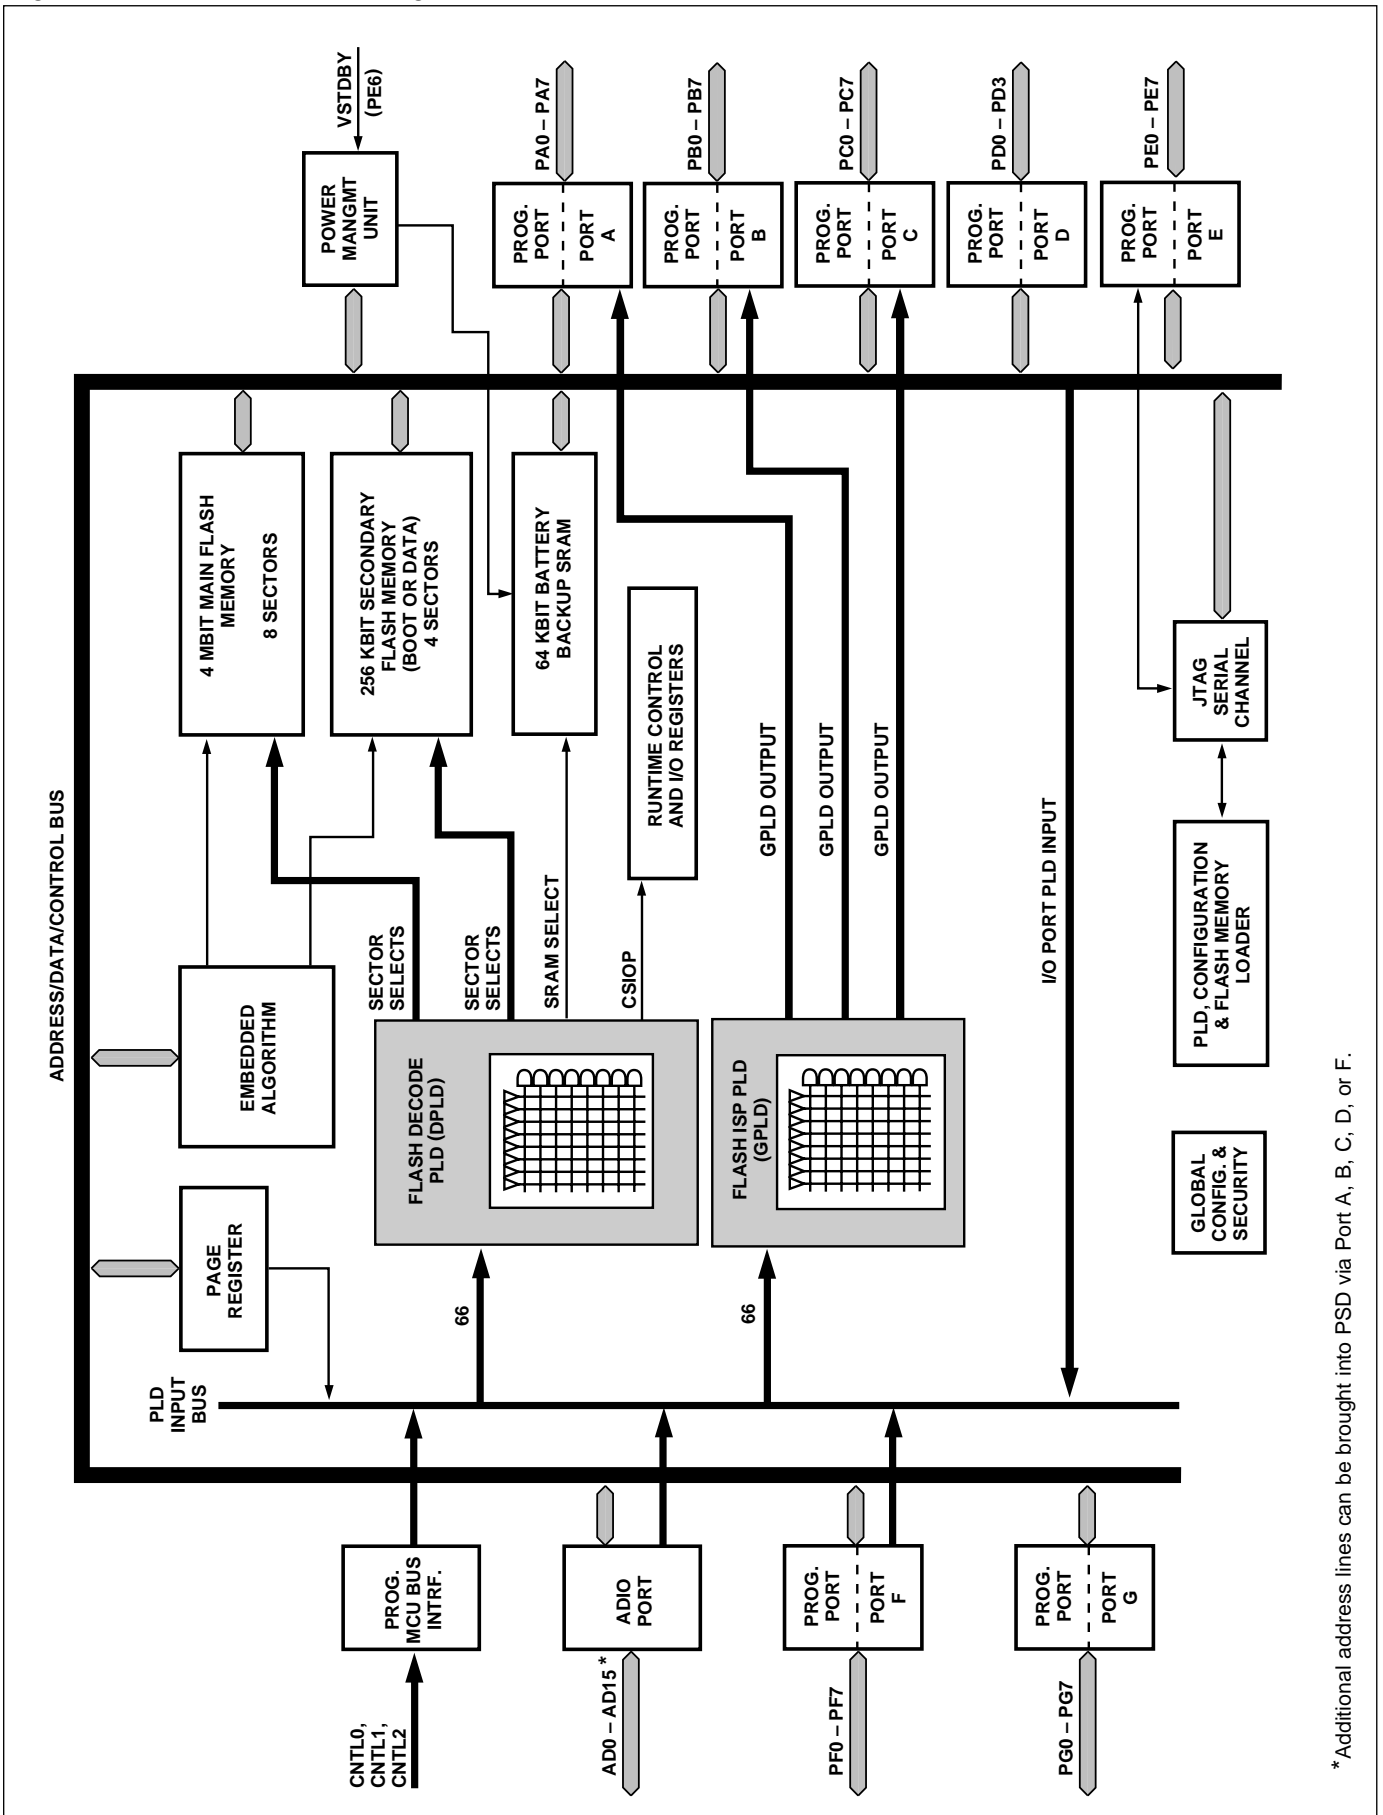 ADDRESS/DATA/CONTROL BUS
PLD
INPUT
BUS
PAGE
REGISTER
EMBEDDED
ALGORITHM
4 MBIT MAIN FLASH
MEMORY
8 SECTORS
POWER
MANGMT
UNIT
VSTDBY
(PE6)
256 KBIT SECONDARY
FLASH MEMORY
(BOOT OR DATA)
4 SECTORS
CNTL0,
CNTL1,
CNTL2
PROG.
MCU BUS
INTRF.
66
FLASH DECODE
PLD (DPLD)
SECTOR
SELECTS
SECTOR
SELECTS
SRAM SELECT
CSIOP
64 KBIT BATTERY
BACKUP SRAM
RUNTIME CONTROL
AND I/O REGISTERS
PROG.
PORT
PORT
A
PA0 – PA7
AD0 – AD15 *
ADIO
PORT
66
FLASH ISP PLD
(GPLD)
GPLD OUTPUT
GPLD OUTPUT
GPLD OUTPUT
PROG.
PORT
PORT
B
PB0 – PB7
PROG.
PORT
PORT
C
PC0 – PC7
PF0 – PF7
PROG.
PORT
PORT
F
I/O PORT PLD INPUT
PROG.
PORT
PORT
D
PD0 – PD3
PG0 – PG7
PROG.
PORT
PORT
G
GLOBAL
CONFIG. &
SECURITY
PLD, CONFIGURATION
& FLASH MEMORY
LOADER
JTAG
SERIAL
CHANNEL
PROG.
PORT
PORT
E
PE0 – PE7
* Additional address lines can be brought into PSD via Port A, B, C, D, or F.